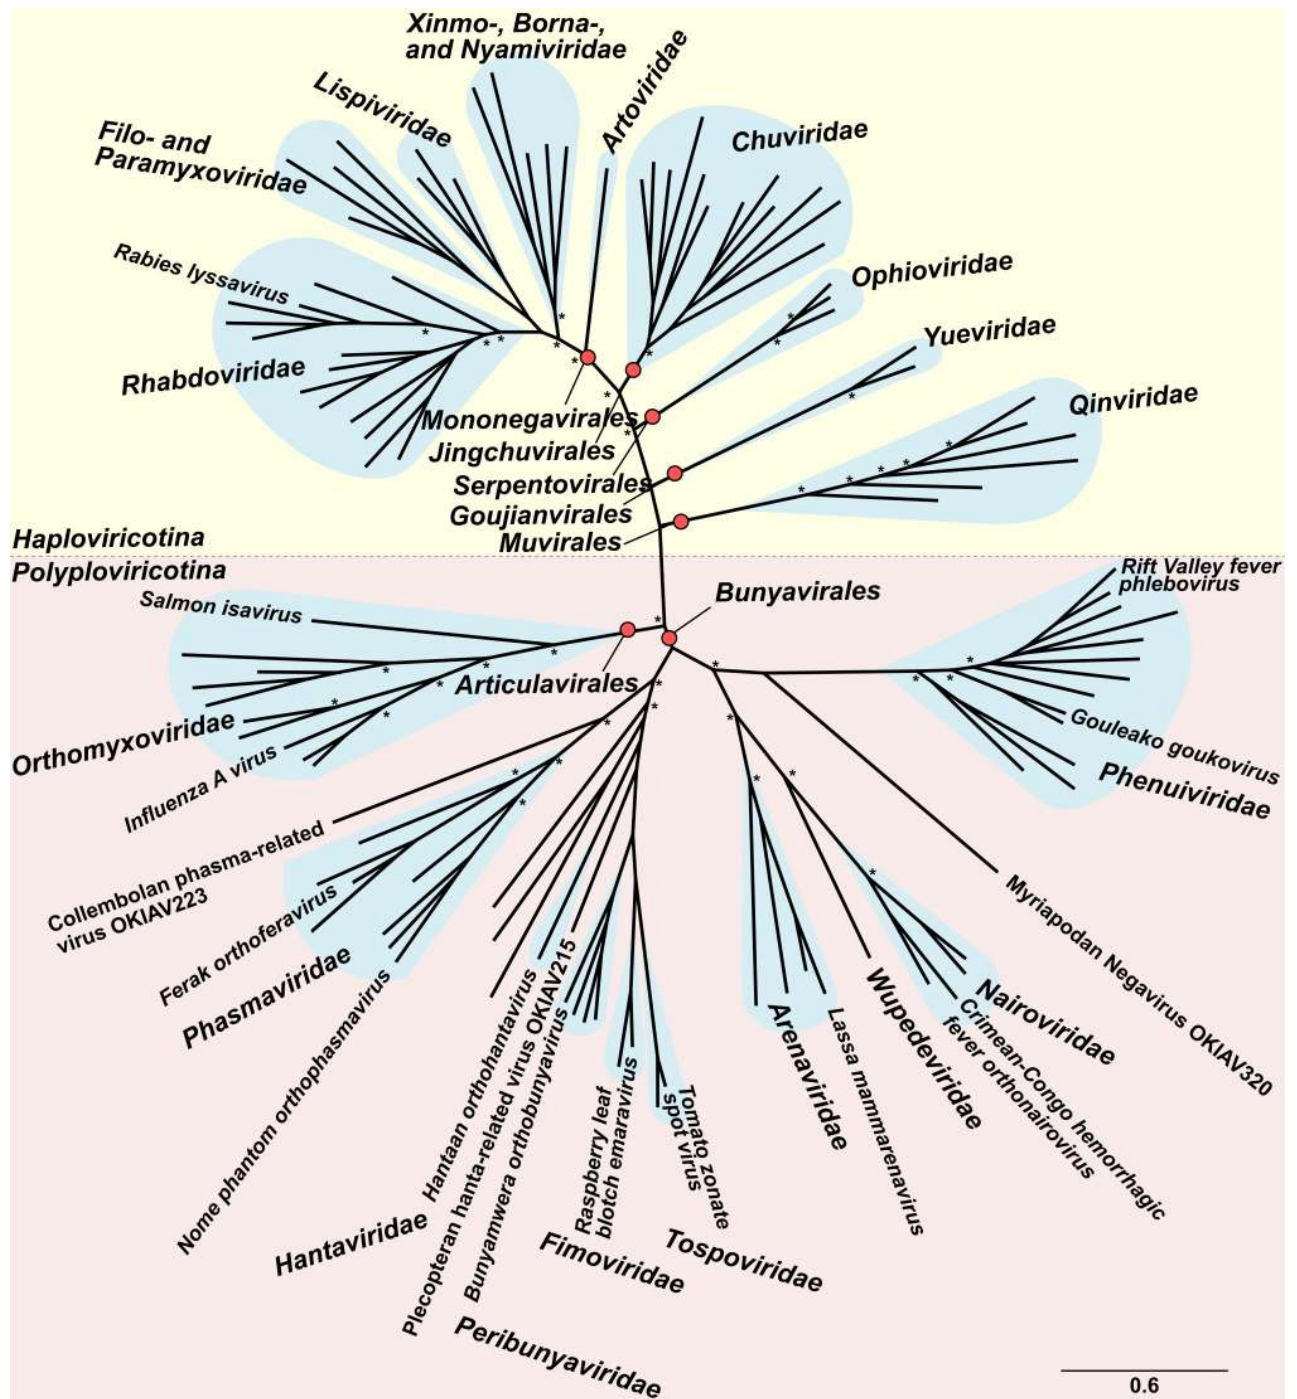 Xinmo-, Borna-,
and Nyamiviridae
Artoviridae
Lispiviridae
Chuviridae
Filo- and
Paramyxoviridae
Rabies lyssavirus
Ophioviridae
Yueviridae
Rhabdoviridae
Qinviridae
Mononegavirales
Jingchuvirales
Serpentovirales
Goujianvirales
Muvirales
Haploviricotina
Polyploviricotina
Rift Valley fever
phlebovirus
Bunyavirales
Salmon isavirus
Articulavirales
Orthomyxoviridae
Gouleako goukovirus
Influenza A virus
Phenuiviridae
Collembolan phasma-related
virus OKIAV223
Ferak orthoferavirus
Phasmaviridae
Nome phantom orthophasmavirus
Hantaan orthohantavirus
Hantaviridae
Plecopteran hanta-related virus OKIAV215
Bunyamwera orthobunyavirus
Peribunyaviridae
Raspberry leaf
blotch emaravirus
Fimoviridae
Tomato zonate
spot virus
Tospoviridae
Arenaviridae
Lassa mammarenavirus
Wupedeviridae
Nairoviridae
Crimean-Congo hemorrhagic
fever orthonairovirus
Myriapodan Negavirus OKIAV320
0.6